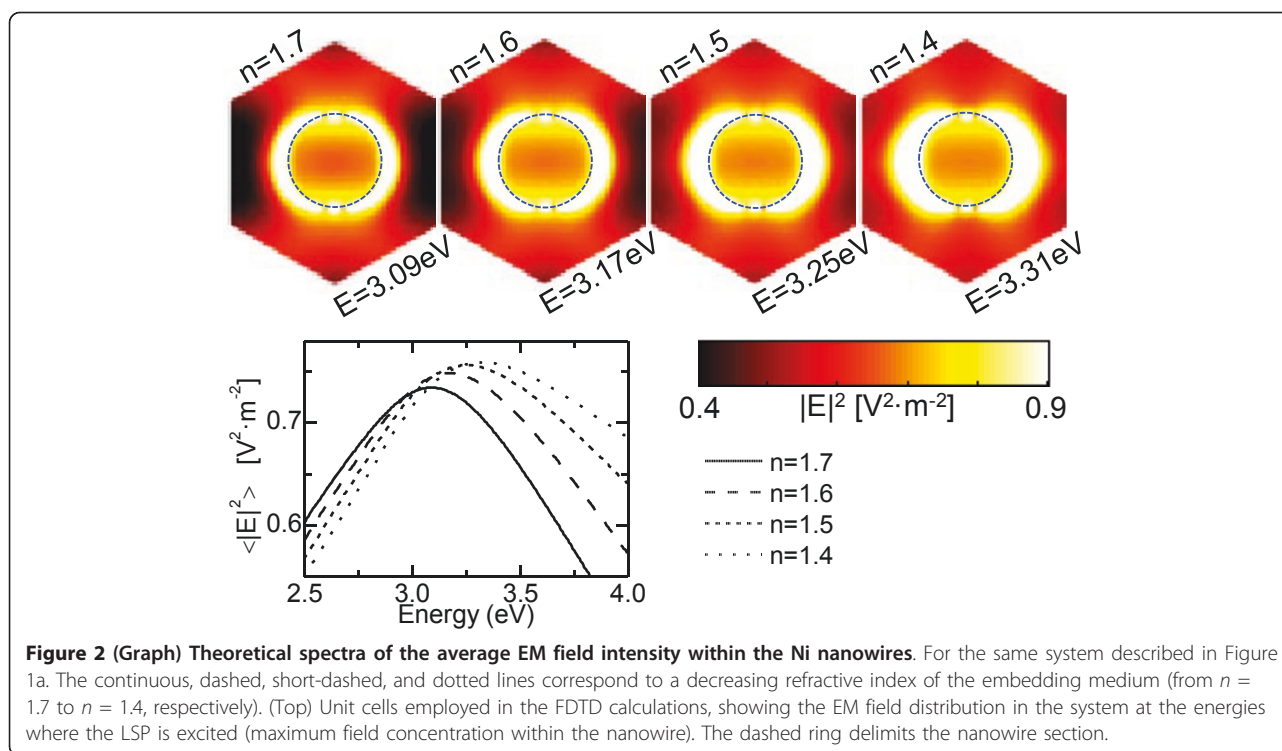 n=1.7
n=1.6
n=1.5
n=1.4
E=3.09eV
E=3.17eV
E=3.25eV
E=3.31eV
<|E|²> [V²·m⁻²]
0.7
0.6
2.5 3.0 3.5 4.0
Energy (eV)
0.4 |E|² [V²·m⁻²] 0.9
n=1.7
n=1.6
n=1.5
n=1.4
Figure 2 (Graph) Theoretical spectra of the average EM field intensity within the Ni nanowires. For the same system described in Figure
1a. The continuous, dashed, short-dashed, and dotted lines correspond to a decreasing refractive index of the embedding medium (from n =
1.7 to n = 1.4, respectively). (Top) Unit cells employed in the FDTD calculations, showing the EM field distribution in the system at the energies
where the LSP is excited (maximum field concentration within the nanowire). The dashed ring delimits the nanowire section.